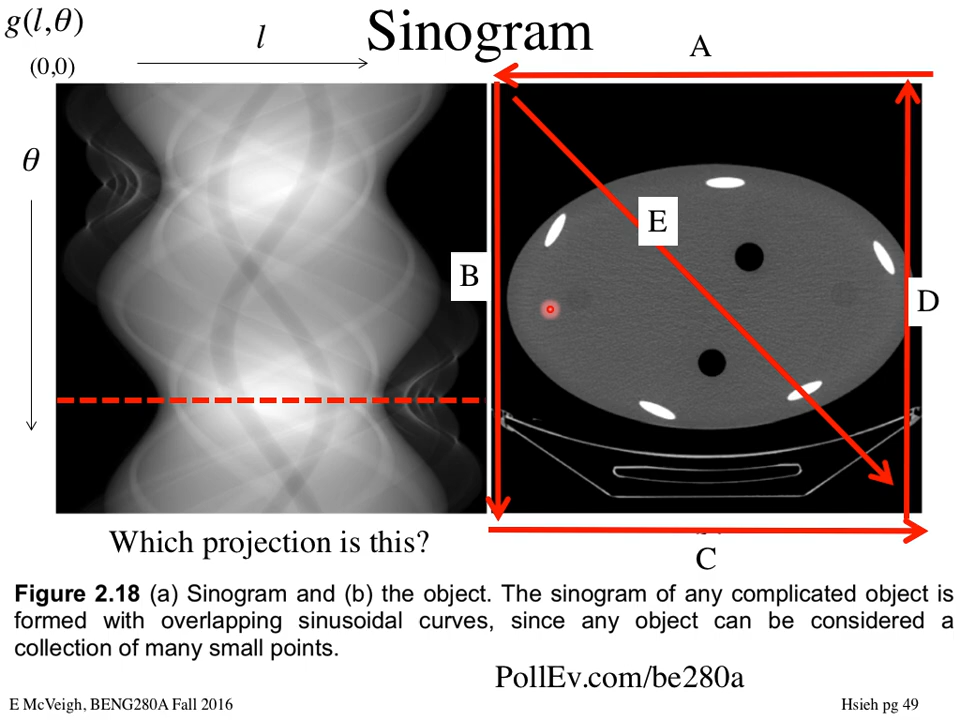 g(l,θ)
l
Sinogram
A
(0,0)
θ
E
B
D
Which projection is this?
C
Figure 2.18 (a) Sinogram and (b) the object. The sinogram of any complicated object is
formed with overlapping sinusoidal curves, since any object can be considered a
collection of many small points.
PollEv.com/be280a
E McVeigh, BENG280A Fall 2016
Hsieh pg 49